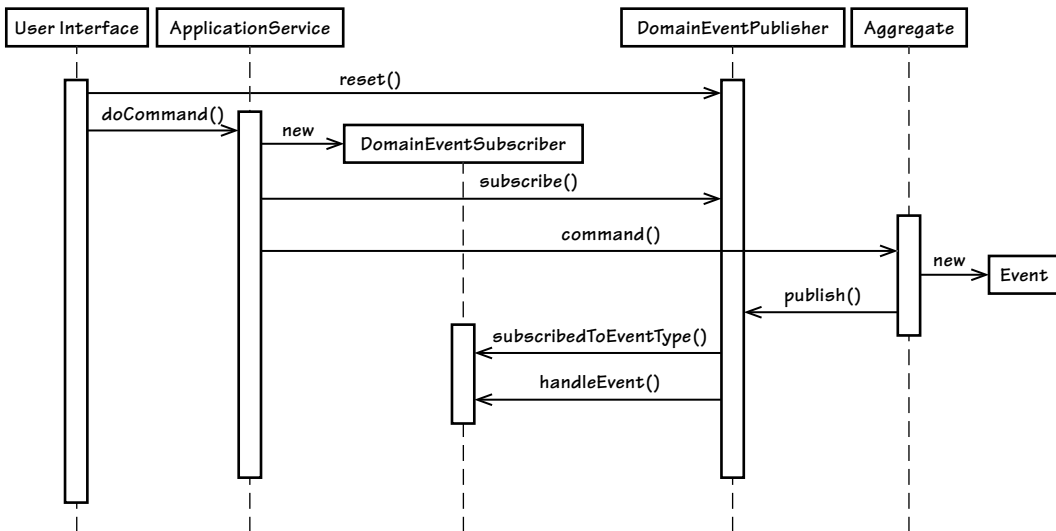 User Interface
ApplicationService
DomainEventPublisher
Aggregate
reset()
doCommand()
new
DomainEventSubscriber
subscribe()
command()
new
Event
publish()
subscribedToEventType()
handleEvent()